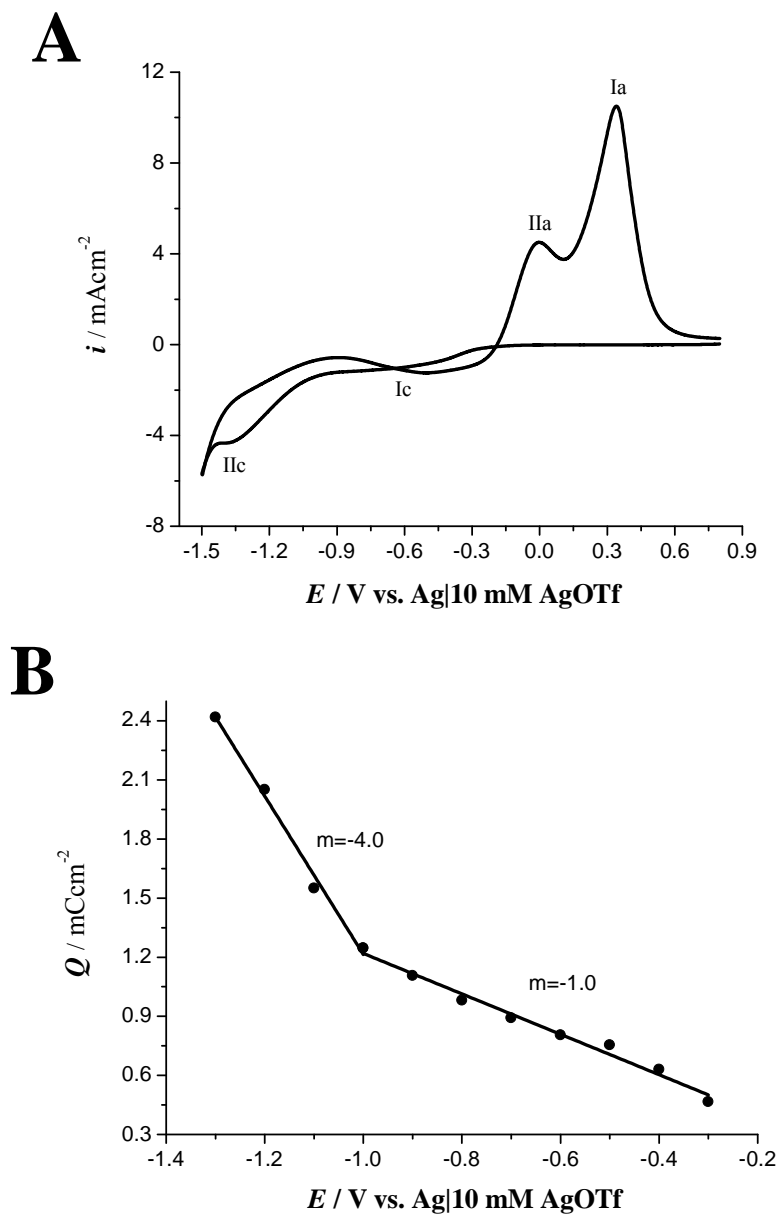 A
12
8
4
0
-4
-8
i / mAcm⁻²
Ia
IIa
Ic
IIc
-1.5 -1.2 -0.9 -0.6 -0.3 0.0 0.3 0.6 0.9
E / V vs. Ag|10 mM AgOTf
B
2.4
2.1
1.8
1.5
1.2
0.9
0.6
0.3
Q / mCcm⁻²
m=-4.0
m=-1.0
-1.4 -1.2 -1.0 -0.8 -0.6 -0.4 -0.2
E / V vs. Ag|10 mM AgOTf